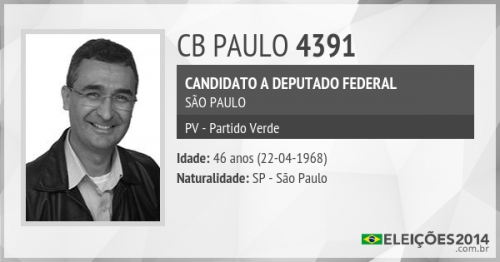 CB PAULO 4391
CANDIDATO A DEPUTADO FEDERAL
SÃO PAULO
PV - Partido Verde
Idade: 46 anos (22-04-1968)
Naturalidade: SP - São Paulo
ELEIÇÕES2014
.com.br